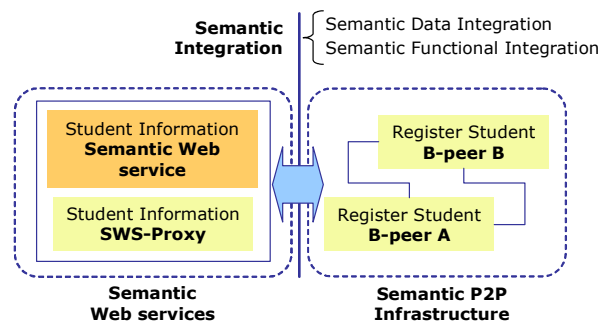 Semantic
Integration
Semantic Data Integration
Semantic Functional Integration
Student Information
Semantic Web
service
Student Information
SWS-Proxy
Register Student
B-peer B
Register Student
B-peer A
Semantic
Web services
Semantic P2P
Infrastructure